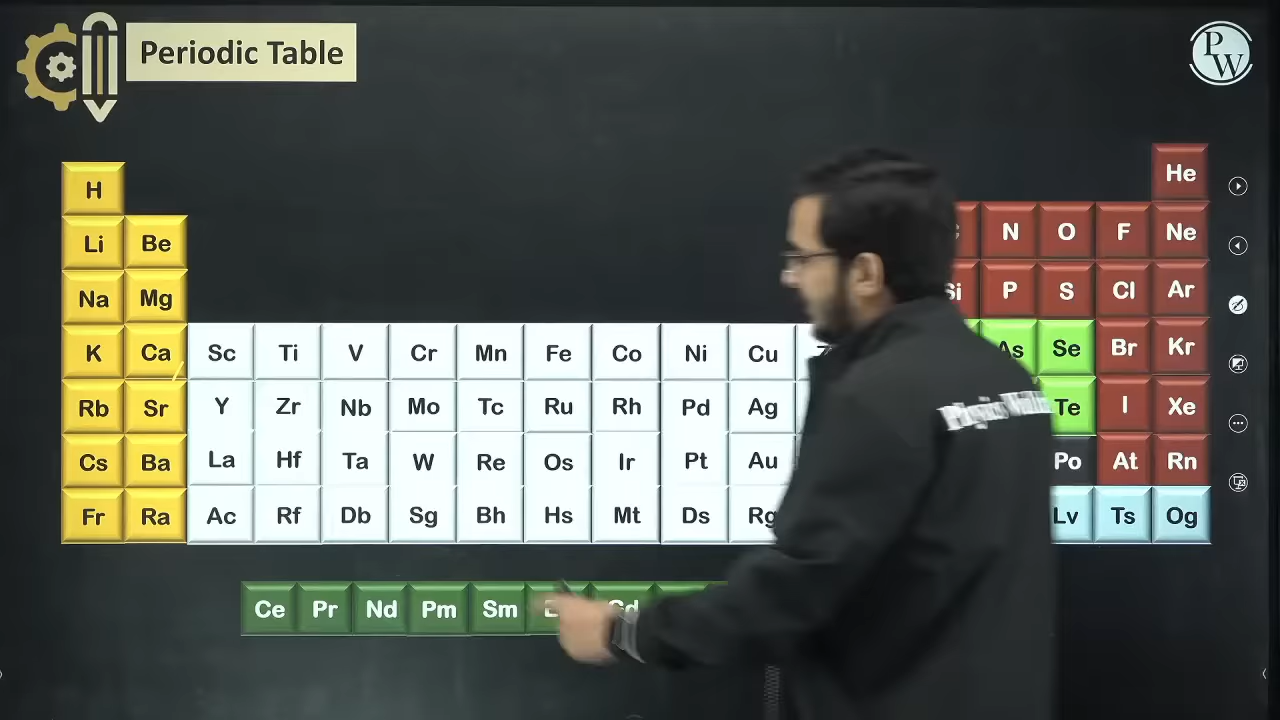 Periodic Table
PW
H He
Li Be N O F Ne
Na Mg Si P S Cl Ar
K Ca Sc Ti V Cr Mn Fe Co Ni Cu As Se Br Kr
Rb Sr Y Zr Nb Mo Tc Ru Rh Pd Ag Te I Xe
Cs Ba La Hf Ta W Re Os Ir Pt Au Po At Rn
Fr Ra Ac Rf Db Sg Bh Hs Mt Ds Rg Lv Ts Og
Ce Pr Nd Pm Sm Gd